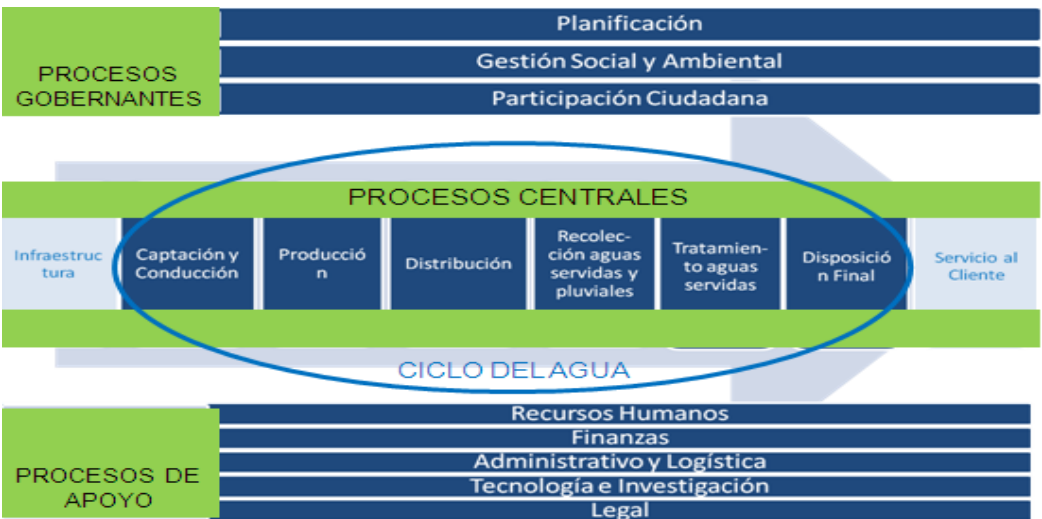 PROCESOS
GOBERNANTES
Planificación
Gestión Social y Ambiental
Participación Ciudadana
PROCESOS CENTRALES
Infraestruc
tura
Captación y
Conducción
Producció
n
Distribución
Recolec-
ción aguas
servidas y
pluviales
Tratamien-
to aguas
servidas
Disposició
n Final
Servicio al
Cliente
CICLO DEL AGUA
PROCESOS DE
APOYO
Recursos Humanos
Finanzas
Administrativo y Logística
Tecnología e Investigación
Legal